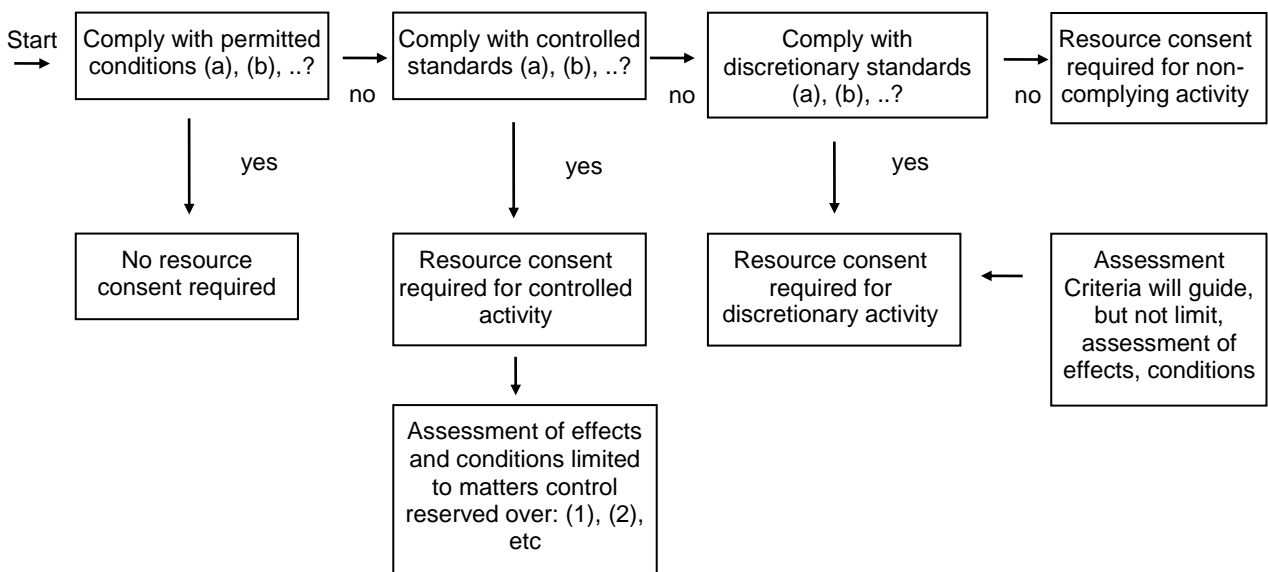 Start
Comply with permitted
conditions (a), (b), ..?
no
Comply with controlled
standards (a), (b), ..?
no
Comply with
discretionary standards
(a), (b), ..?
no
Resource consent
required for non-
complying activity
yes
yes
yes
No resource
consent required
Resource consent
required for controlled
activity
Resource consent
required for
discretionary activity
Assessment
Criteria will guide,
but not limit,
assessment of
effects, conditions
Assessment of effects
and conditions limited
to matters control
reserved over: (1), (2),
etc